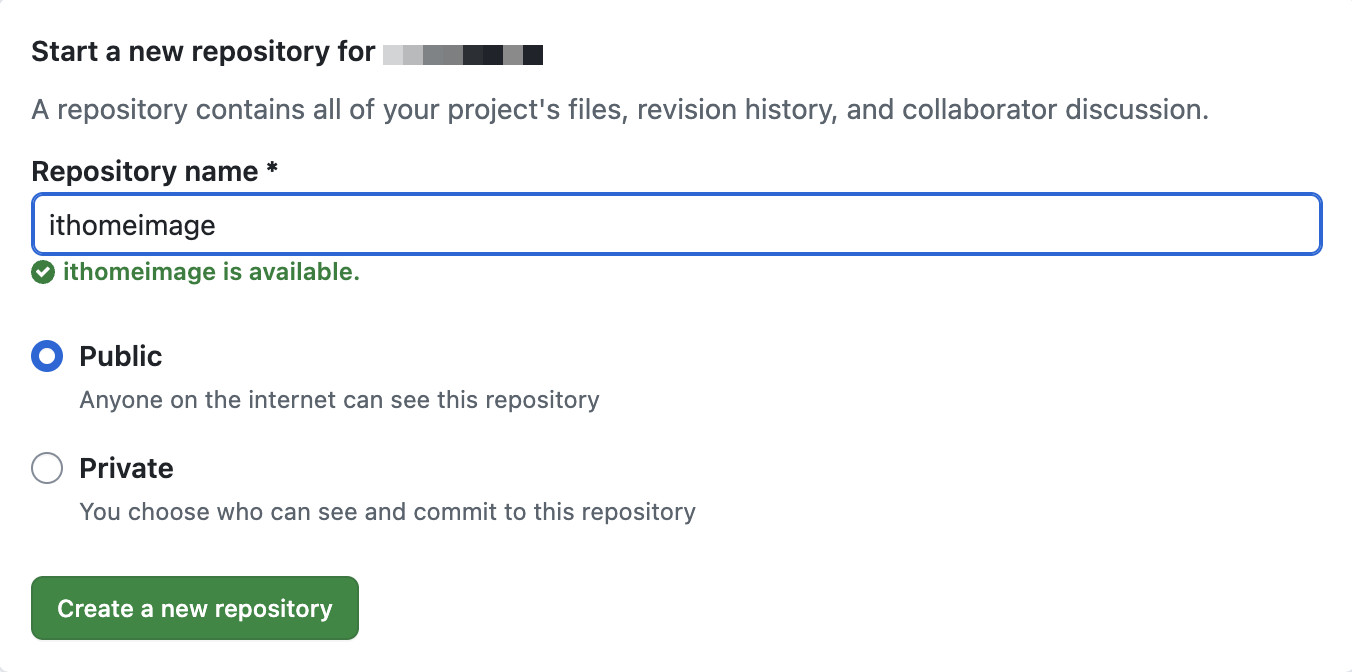 Start a new repository for
A repository contains all of your project's files, revision history, and collaborator discussion.
Repository name *
ithomeimage
ithomeimage is available.
Public
Anyone on the internet can see this repository
Private
You choose who can see and commit to this repository
Create a new repository